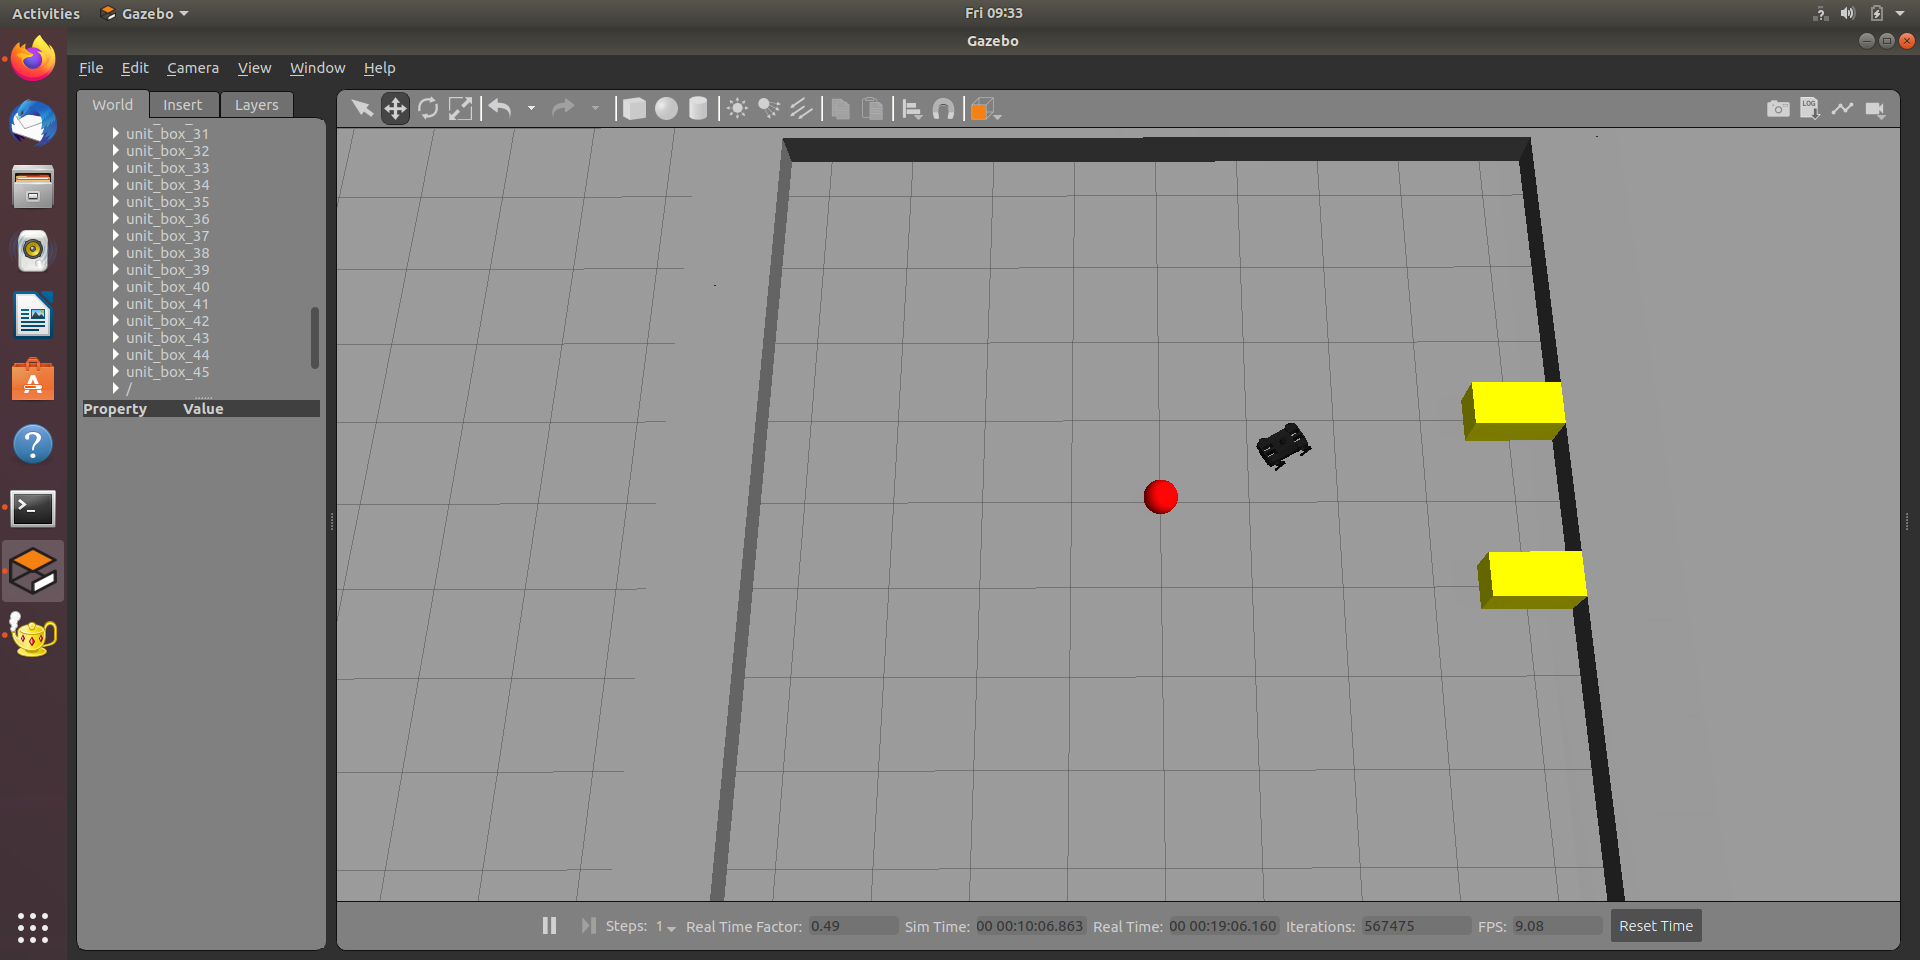 Activities Gazebo Fri 09:33
Gazebo
File Edit Camera View Window Help
World Insert Layers
unit_box_31
unit_box_32
unit_box_33
unit_box_34
unit_box_35
unit_box_36
unit_box_37
unit_box_38
unit_box_39
unit_box_40
unit_box_41
unit_box_42
unit_box_43
unit_box_44
unit_box_45
/
Property Value
LOG
Steps: 1 Real Time Factor: 0.49 Sim Time: 00 00:10:06.863 Real Time: 00 00:19:06.160 Iterations: 567475 FPS: 9.08 Reset Time